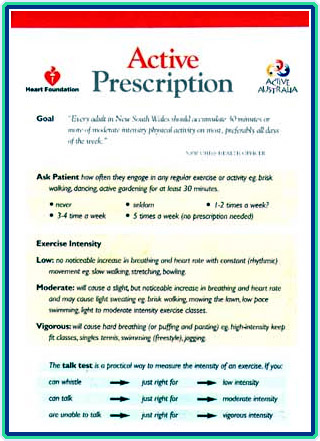 Active
Prescription
Heart Foundation
ACTIVE
AUSTRALIA
Goal "Every adult in New South Wales should accumulate 30 minutes or
more of moderate intensity physical activity on most, preferably all days
of the week."
NSW CHIEF HEALTH OFFICER
Ask Patient how often they engage in any regular exercise or activity eg. brisk
walking, dancing, active gardening for at least 30 minutes.
• never • seldom • 1-2 times a week?
• 3-4 time a week • 5 times a week (no prescription needed)
Exercise Intensity
Low: no noticeable increase in breathing and heart rate with constant (rhythmic)
movement eg. slow walking, stretching, bowling.
Moderate: will cause a slight, but noticeable increase in breathing and heart rate
and may cause light sweating eg. brisk walking, mowing the lawn, low pace
swimming, light to moderate intensity exercise classes.
Vigorous: will cause hard breathing (or puffing and panting) eg. high-intensity keep
fit classes, singles tennis, swimming (freestyle), jogging.
The talk test is a practical way to measure the intensity of an exercise. If you:
can whistle → just right for → low intensity
can talk → just right for → moderate intensity
are unable to talk → just right for → vigorous intensity